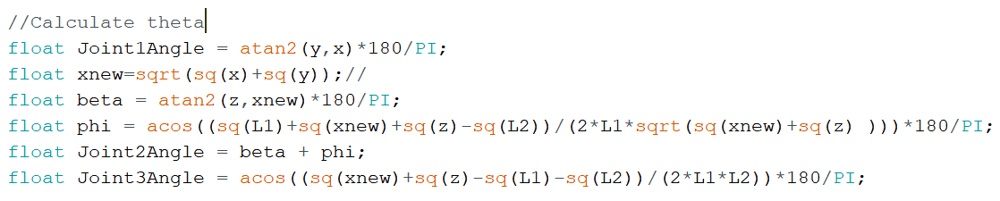 //Calculate theta
float Joint1Angle = atan2(y,x)*180/PI;
float xnew=sqrt(sq(x)+sq(y));//
float beta = atan2(z,xnew)*180/PI;
float phi = acos((sq(L1)+sq(xnew)+sq(z)-sq(L2))/(2*L1*sqrt(sq(xnew)+sq(z) )))*180/PI;
float Joint2Angle = beta + phi;
float Joint3Angle = acos((sq(xnew)+sq(z)-sq(L1)-sq(L2))/(2*L1*L2))*180/PI;